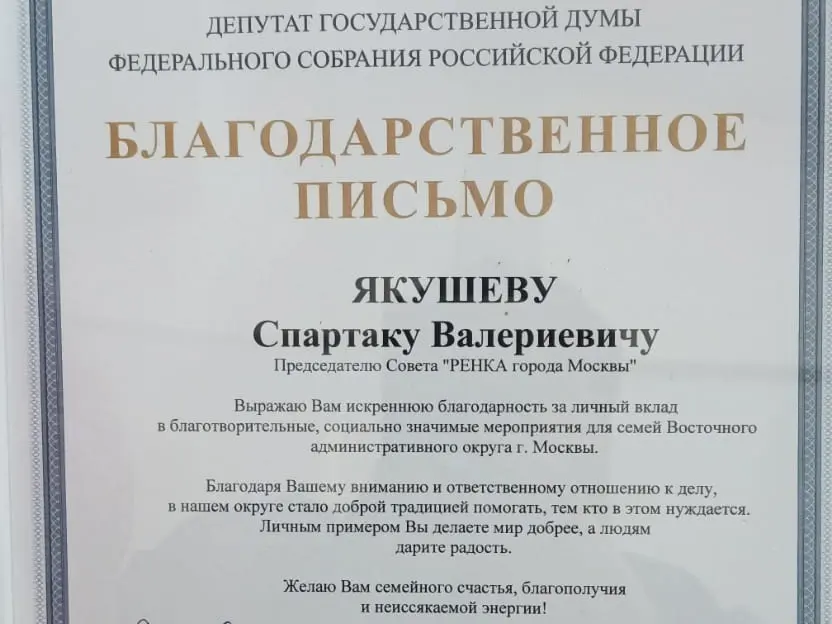 ДЕПУТАТ ГОСУДАРСТВЕННОЙ ДУМЫ
ФЕДЕРАЛЬНОГО СОБРАНИЯ РОССИЙСКОЙ ФЕДЕРАЦИИ
БЛАГОДАРСТВЕННОЕ
ПИСЬМО
ЯКУШЕВУ
Спартаку Валериевичу
Председателю Совета "РЕНКА города Москвы"
Выражаю Вам искреннюю благодарность за личный вклад
в благотворительные, социально значимые мероприятия для семей Восточного
административного округа г. Москвы.
Благодаря Вашему вниманию и ответственному отношению к делу,
в нашем округе стало доброй традицией помогать, тем кто в этом нуждается.
Личным примером Вы делаете мир добрее, а людям
дарите радость.
Желаю Вам семейного счастья, благополучия
и неиссякаемой энергии!